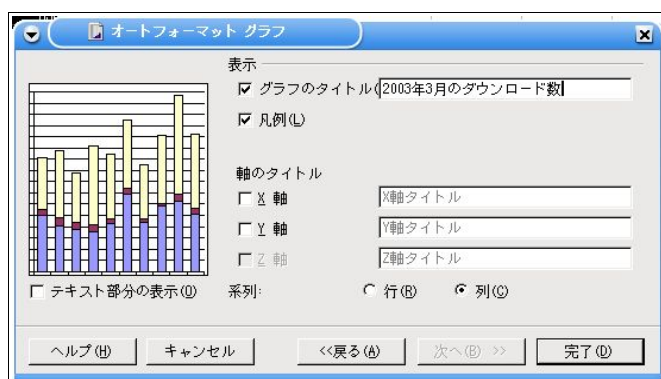 オートフォーマット グラフ
表示
グラフのタイトル( 2003年3月のダウンロード数
凡例(L)
軸のタイトル
X 軸 X軸タイトル
Y 軸 Y軸タイトル
Z 軸 Z軸タイトル
テキスト部分の表示(O) 系列: 行(R) 列(C)
ヘルプ(H) キャンセル <<戻る(A) 次へ(B) >> 完了(D)